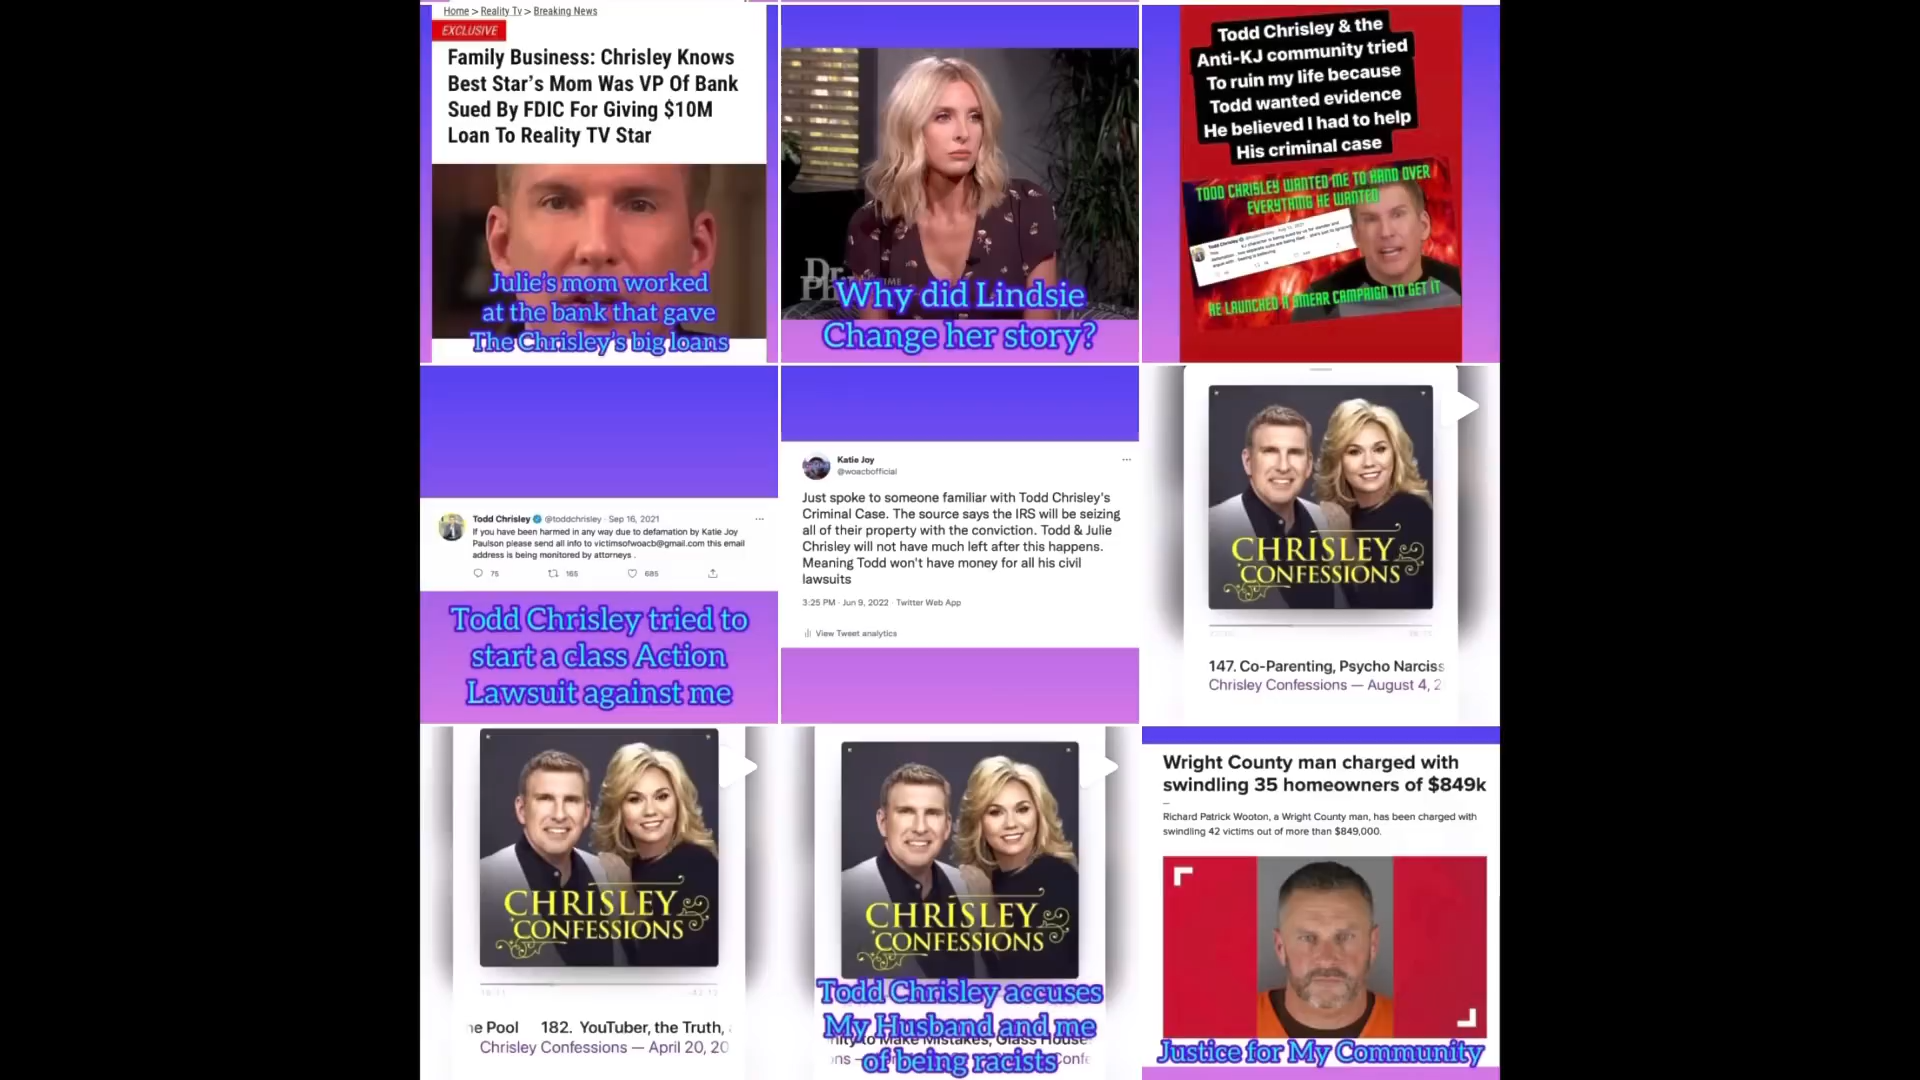 Home > Reality Tv > Breaking News
EXCLUSIVE
Family Business: Chrisley Knows
Best Star's Mom Was VP Of Bank
Sued By FDIC For Giving $10M
Loan To Reality TV Star
Julie's mom worked
at the bank that gave
The Chrisley's big loans
Dr.
Ph
Why did Lindsie
Change her story?
Todd Chrisley & the
Anti-KJ community tried
To ruin my life because
Todd wanted evidence
He believed I had to help
His criminal case
TODD CHRISLEY WANTED ME TO HAND OVER
EVERYTHING HE WANTED
HE LAUNCHED A SMEAR CAMPAIGN TO GET IT
Todd Chrisley @toddchrisley · Sep 16, 2021
If you have been harmed in any way due to defamation by Katie Joy
Paulson please send all info to victimsofwoacb@gmail.com this email
address is being monitored by attorneys .
75 165 685
Todd Chrisley tried to
start a class Action
Lawsuit against me
Katie Joy
@woacbofficial
Just spoke to someone familiar with Todd Chrisley's
Criminal Case. The source says the IRS will be seizing
all of their property with the conviction. Todd & Julie
Chrisley will not have much left after this happens.
Meaning Todd won't have money for all his civil
lawsuits
3:25 PM · Jun 9, 2022 · Twitter Web App
View Tweet analytics
CHRISLEY
CONFESSIONS
147. Co-Parenting, Psycho Narciss
Chrisley Confessions — August 4, 2
CHRISLEY
CONFESSIONS
he Pool 182. YouTuber, the Truth,
Chrisley Confessions — April 20, 20
CHRISLEY
CONFESSIONS
Todd Chrisley accuses
My Husband and me
nity to Make Mistakes, Glass House
of being racists
Wright County man charged with
swindling 35 homeowners of $849k
Richard Patrick Wooton, a Wright County man, has been charged with
swindling 42 victims out of more than $849,000.
Justice for My Community